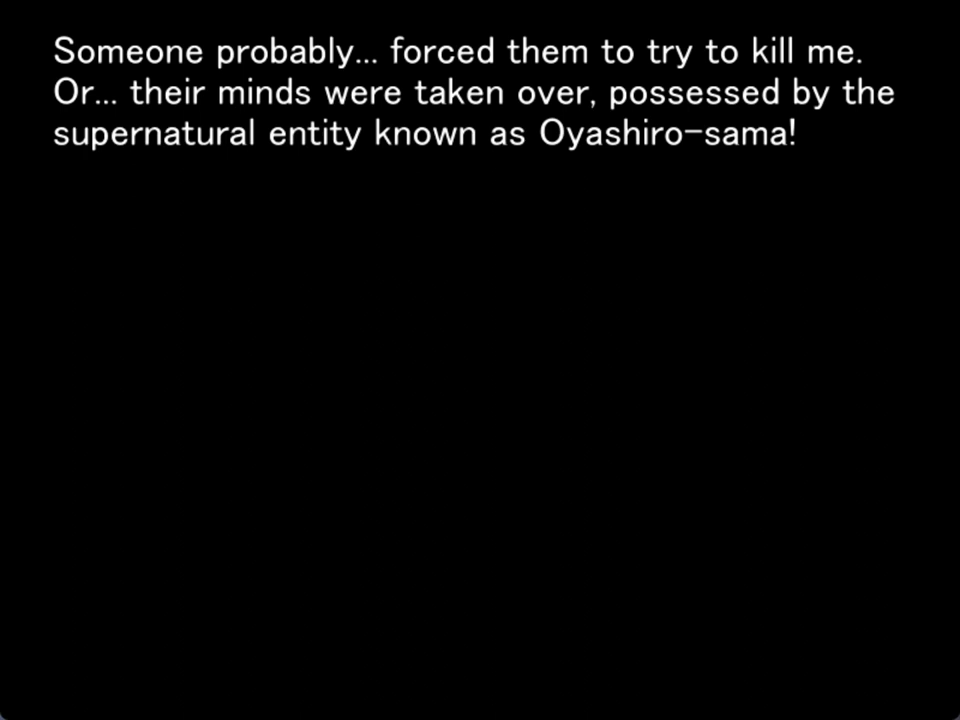 Someone probably... forced them to try to kill me.
Or... their minds were taken over, possessed by the
supernatural entity known as Oyashiro-sama!